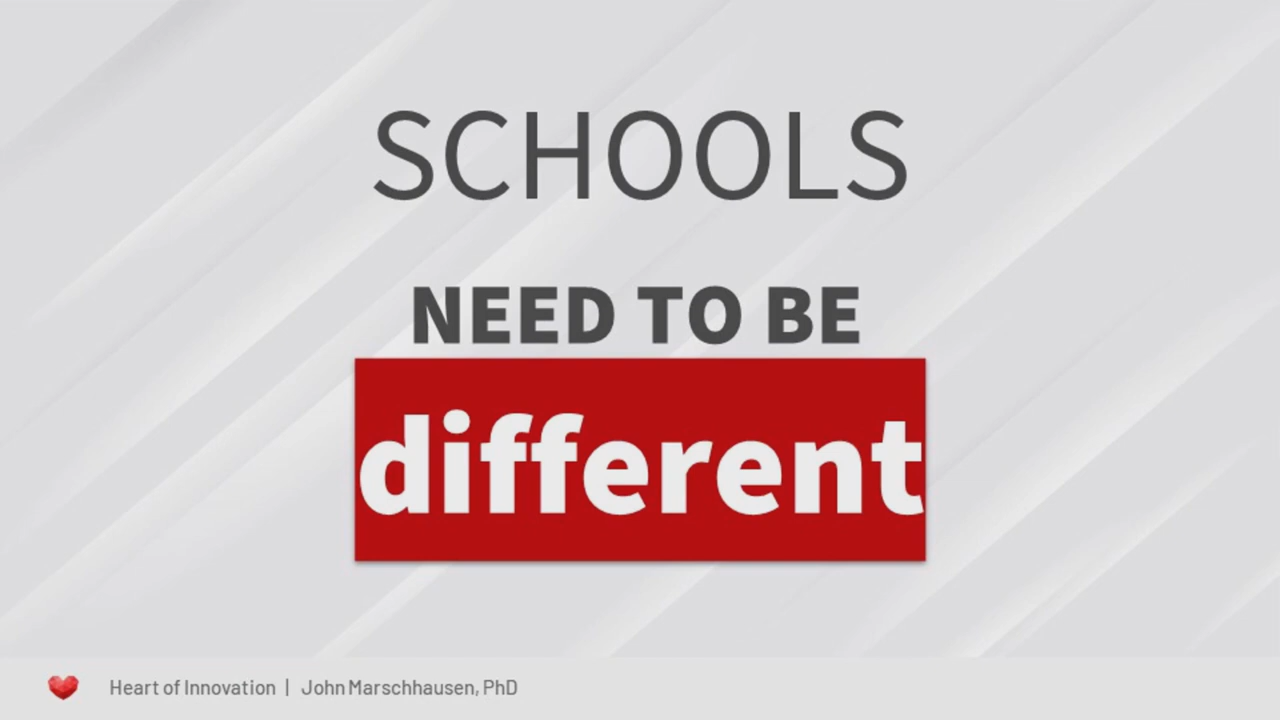 SCHOOLS
NEED TO BE
different
Heart of Innovation | John Marschhausen, PhD